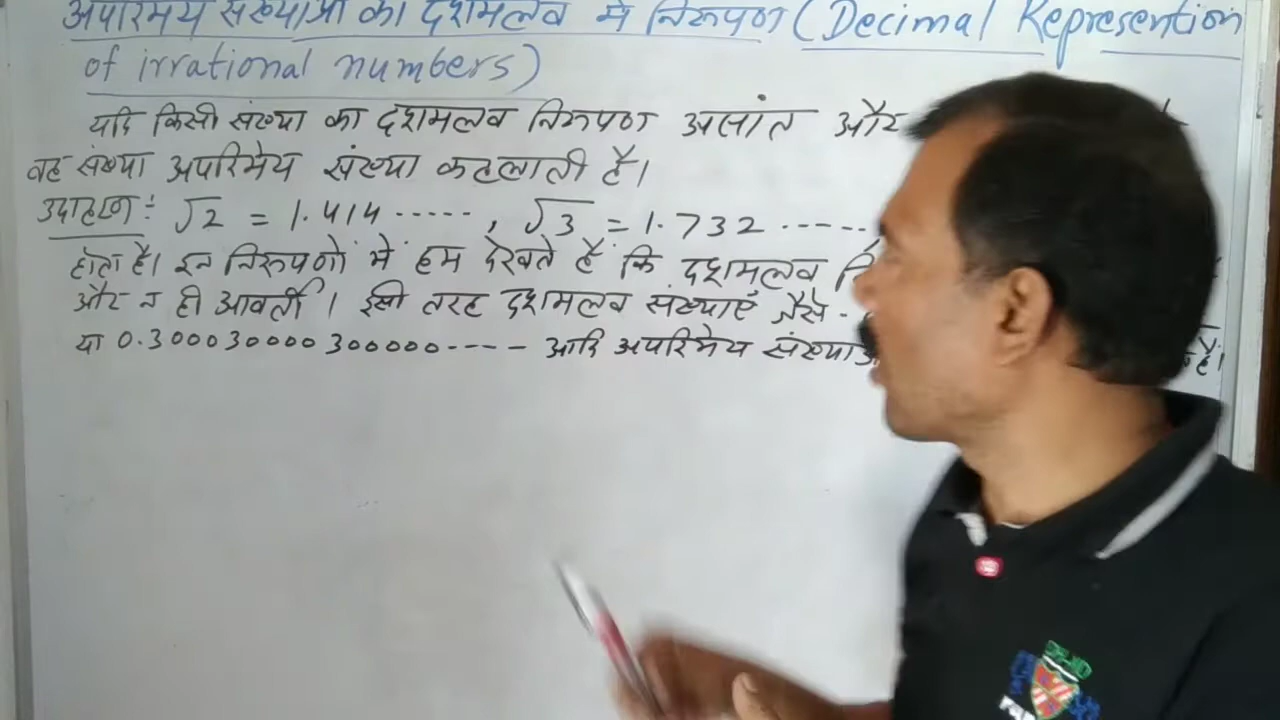 अपरिमेय संख्याओं का दशमलव में निरूपण (Decimal Represention
of irrational numbers)
यदि किसी संख्या का दशमलव निरूपण असांत और
वह संख्या अपरिमेय संख्या कहलाती है।
उदाहरण: √2 = 1.414 ....., √3 = 1.732 ......
होता है। इन निरूपणों में हम देखते हैं कि दशमलव
और न ही आवर्ती। इसी तरह दशमलव संख्याएँ जैसे-
या 0.300030000300000---- आदि अपरिमेय संख्याओं है।